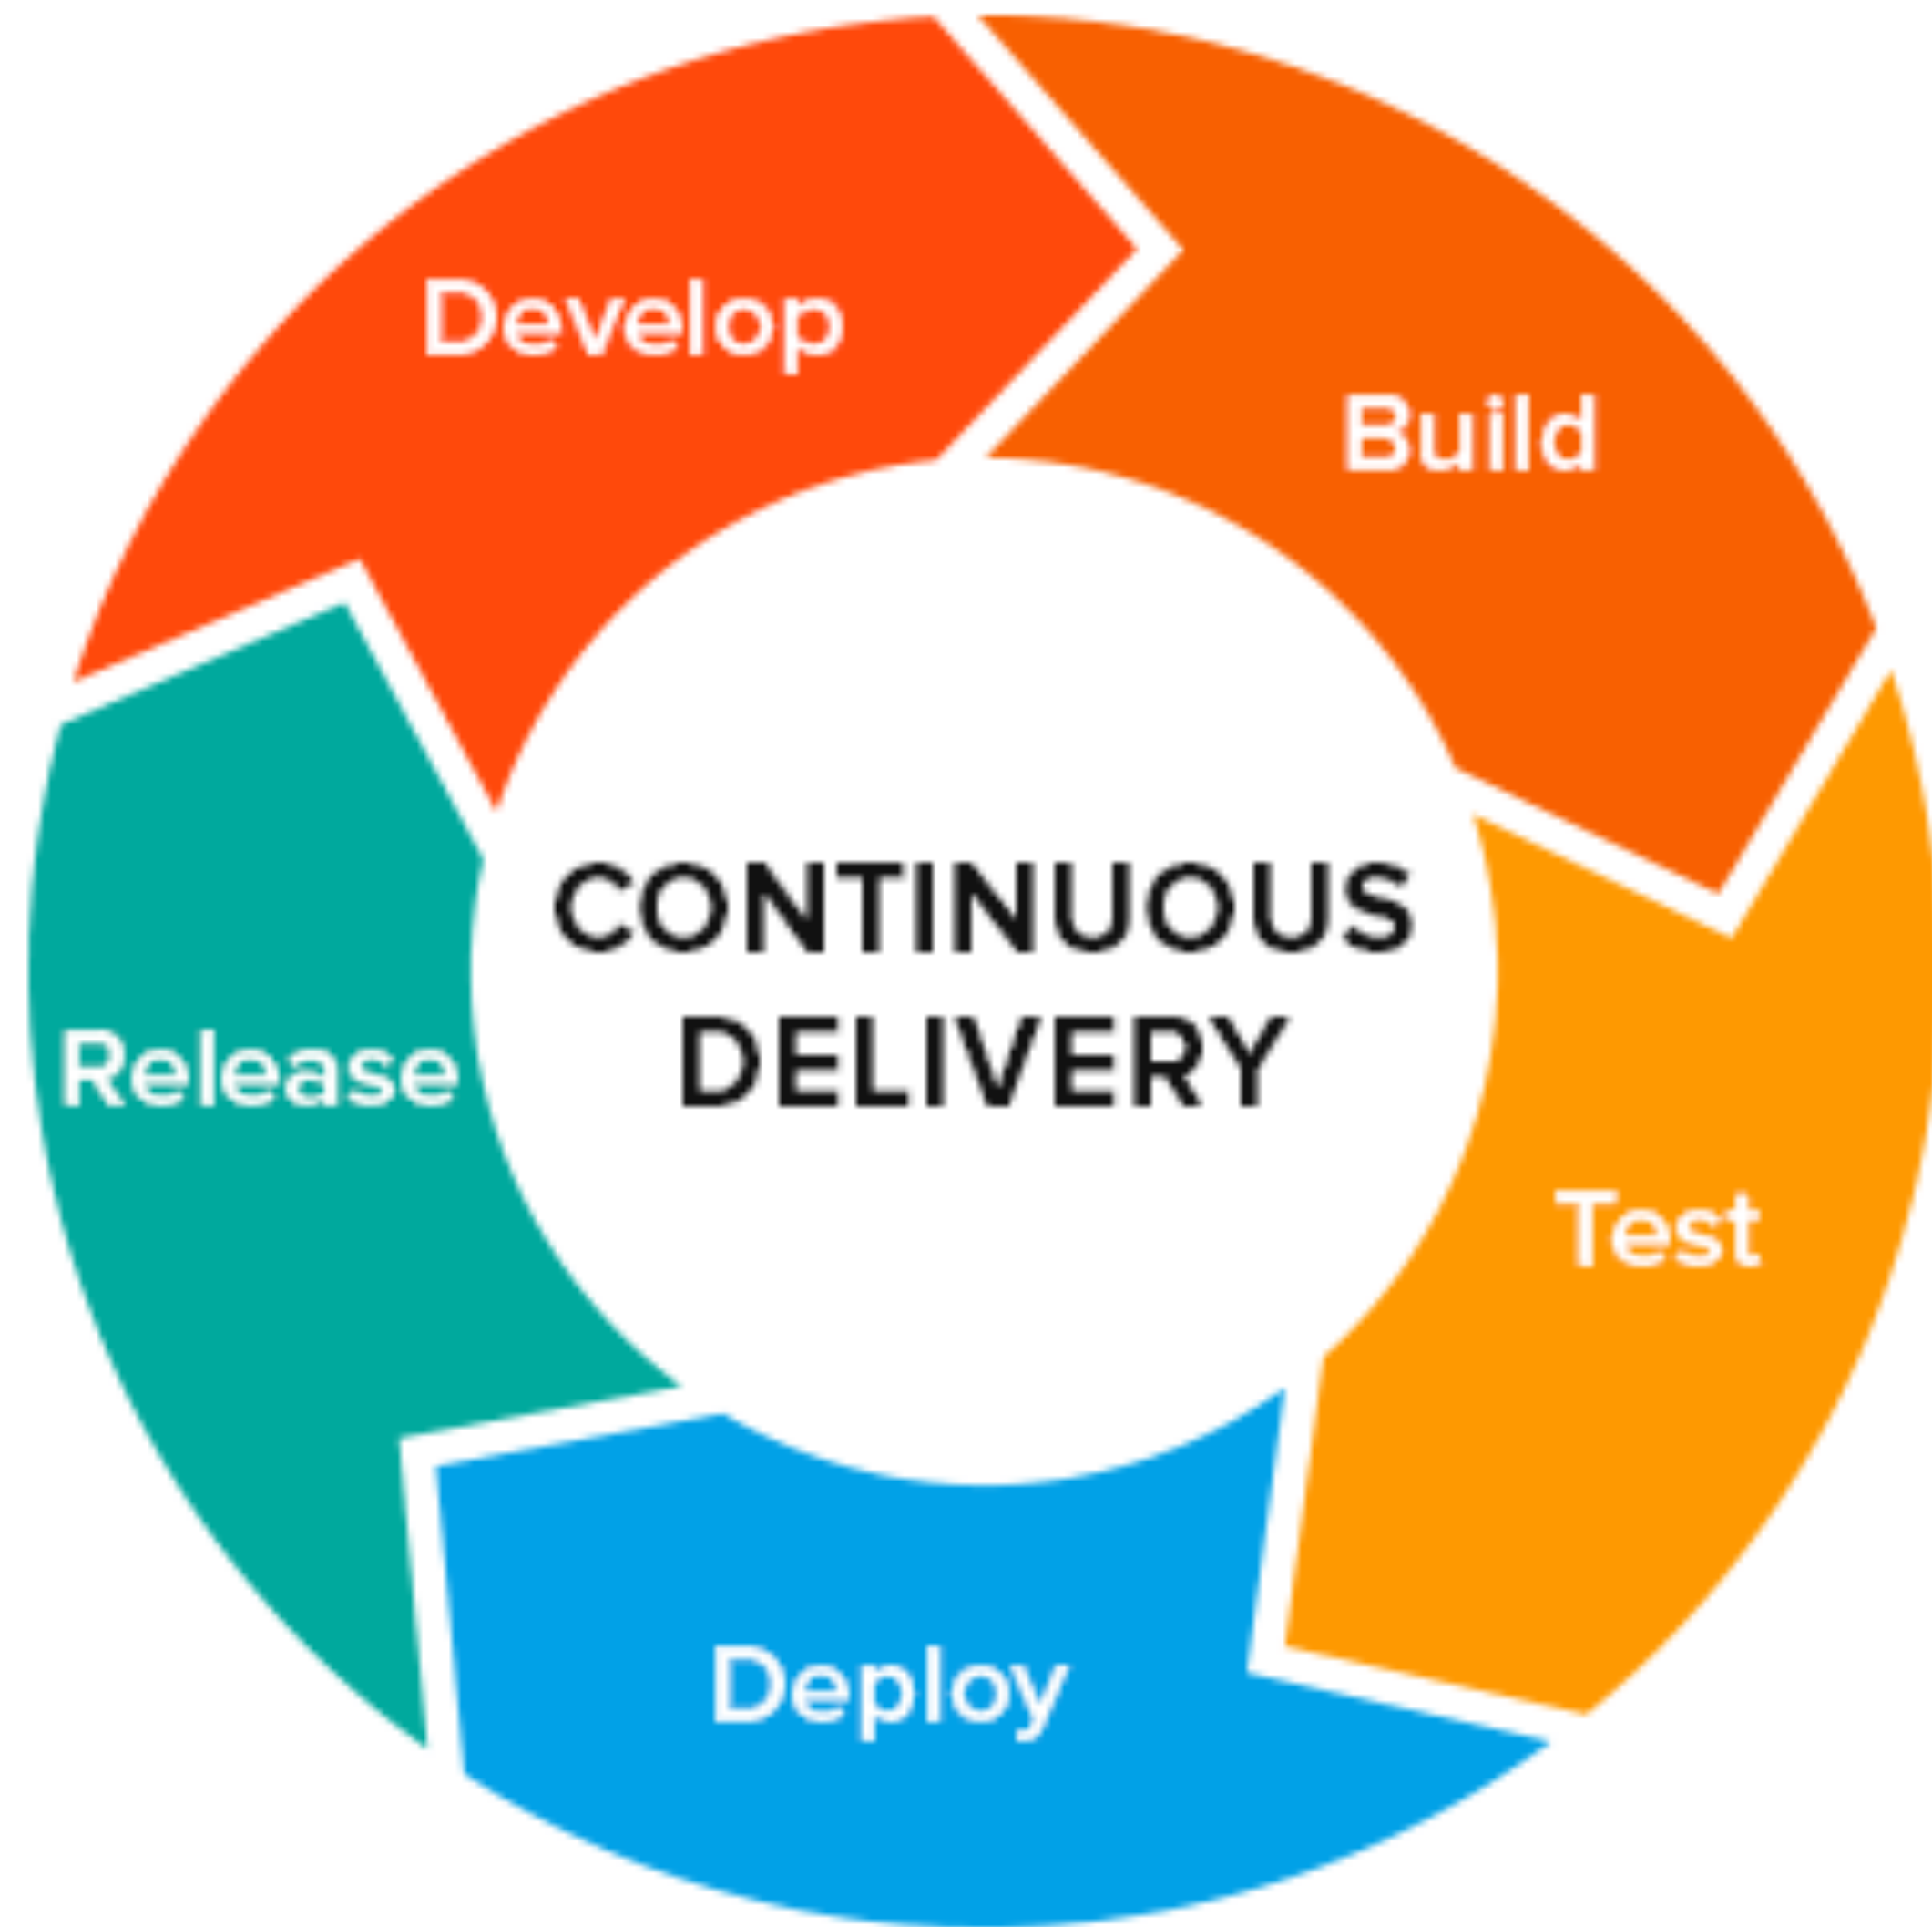 Develop
Build
CONTINUOUS
DELIVERY
Release
Test
Deploy